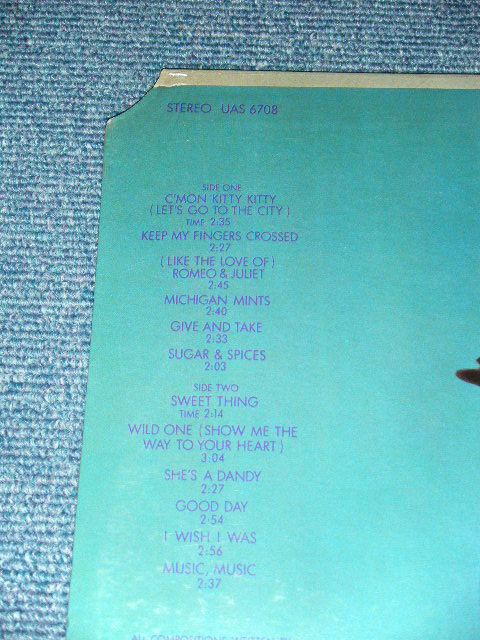 STEREO UAS 6708
SIDE ONE
C'MON KITTY KITTY
(LET'S GO TO THE CITY)
TIME 2:35
KEEP MY FINGERS CROSSED
2:27
(LIKE THE LOVE OF)
ROMEO & JULIET
2:45
MICHIGAN MINTS
2:40
GIVE AND TAKE
2:33
SUGAR & SPICES
2:03
SIDE TWO
SWEET THING
TIME 2:14
WILD ONE (SHOW ME THE
WAY TO YOUR HEART)
3:04
SHE'S A DANDY
2:27
GOOD DAY
2:54
I WISH I WAS
2:56
MUSIC, MUSIC
2:37
ALL COMPOSITIONS WRITTEN